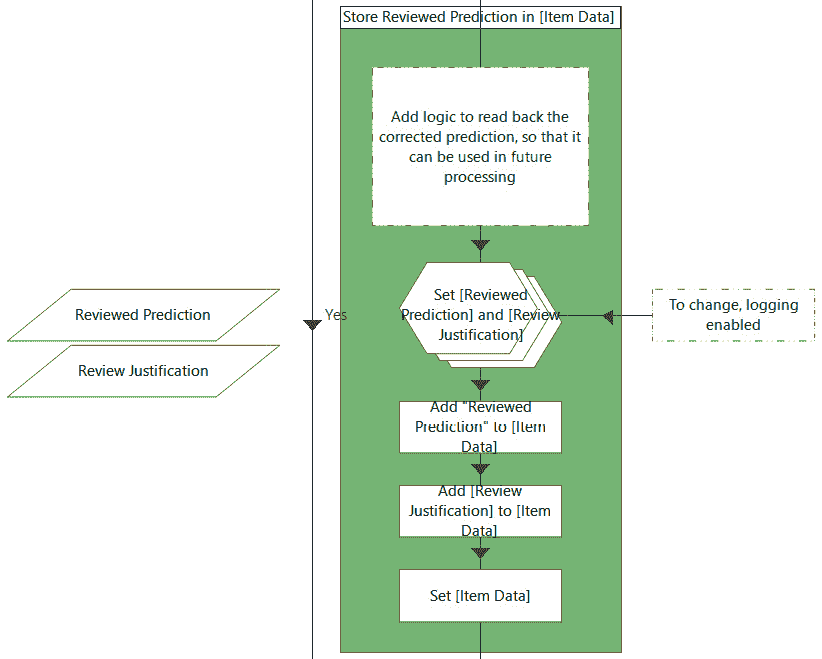 Store Reviewed Prediction in [Item Data]
Add logic to read back the
corrected prediction, so that it
can be used in future
processing
Reviewed Prediction
Review Justification
Yes
Set [Reviewed
Prediction] and [Review
Justification]
To change, logging
enabled
Add "Reviewed
Prediction" to [Item
Data]
Add [Review
Justification] to [Item
Data]
Set [Item Data]